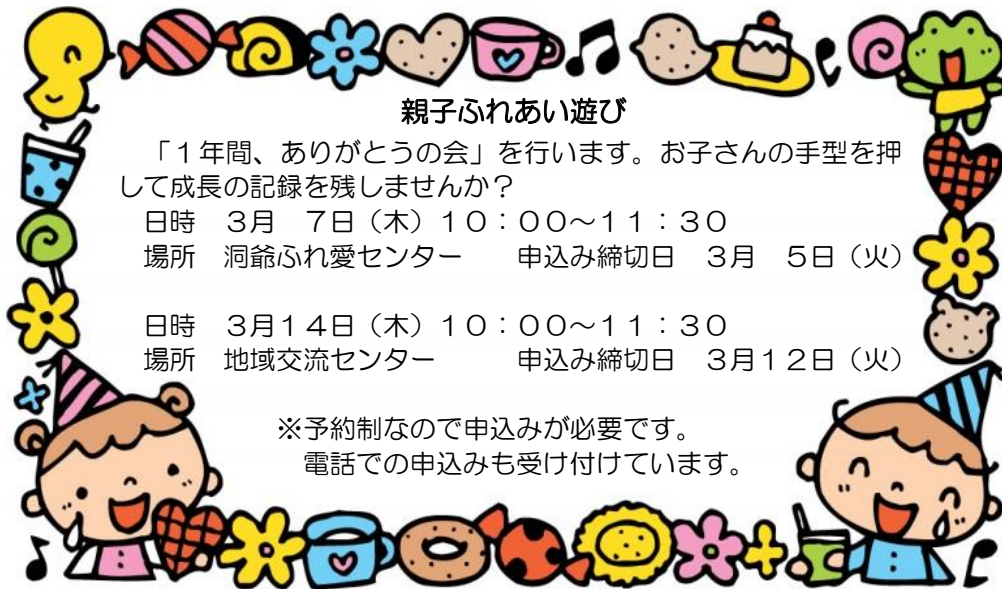 親子ふれあい遊び
「1年間、ありがとうの会」を行います。お子さんの手型を押
して成長の記録を残しませんか？
日時　3月　7日（木）10：00～11：30
場所　洞爺ふれ愛センター　　申込み締切日　3月　5日（火）
日時　3月14日（木）10：00～11：30
場所　地域交流センター　　　申込み締切日　3月12日（火）
※予約制なので申込みが必要です。
電話での申込みも受け付けています。